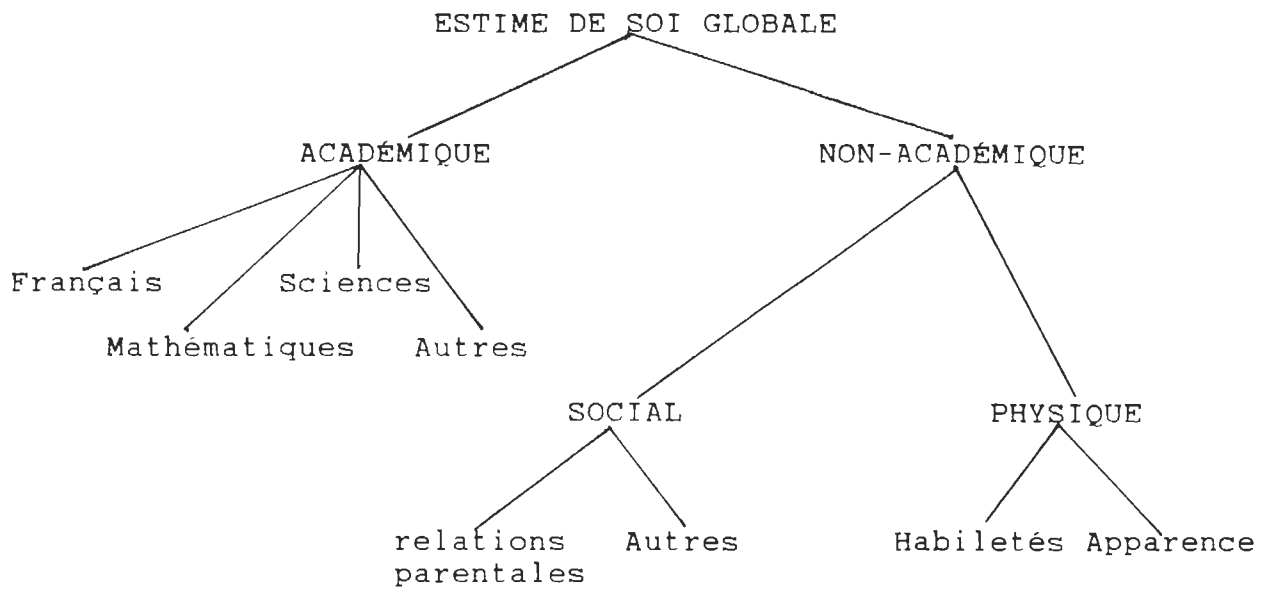 ESTIME DE SOI GLOBALE
ACADÉMIQUE
NON-ACADÉMIQUE
Français
Sciences
Mathématiques
Autres
SOCIAL
PHYSIQUE
relations
parentales
Autres
Habiletés
Apparence